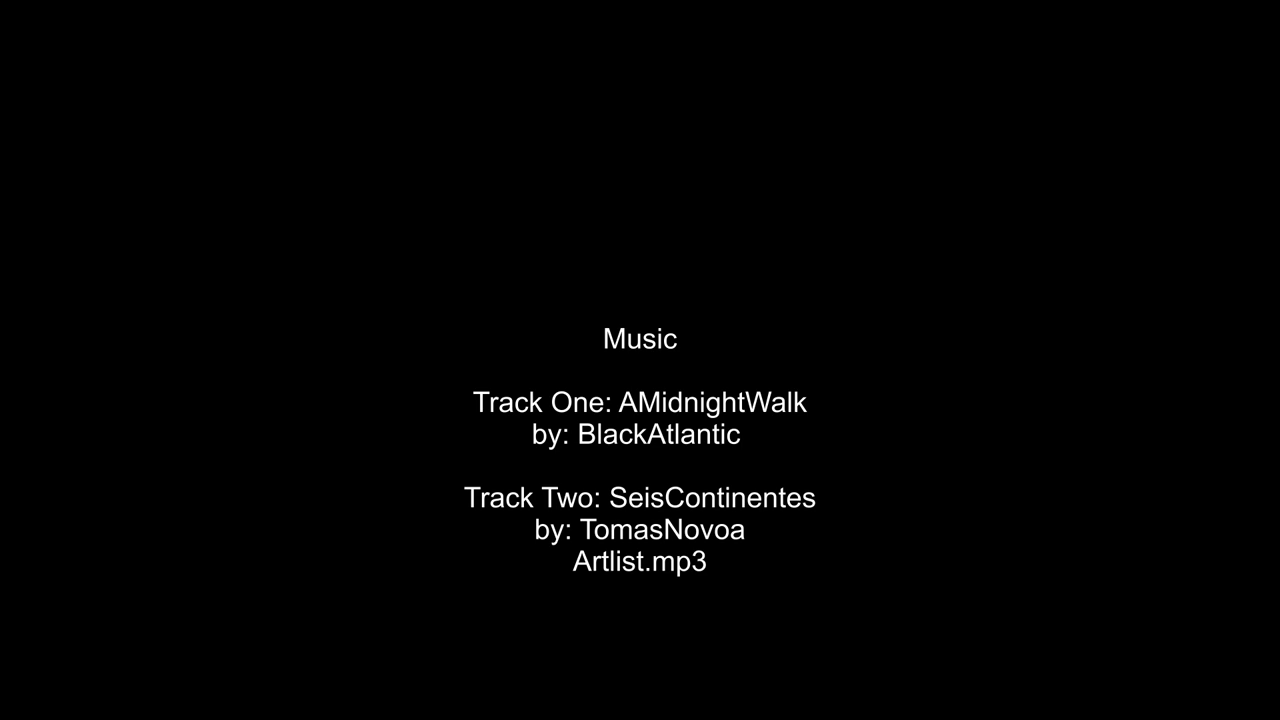 Music
Track One: AMidnightWalk
by: BlackAtlantic
Track Two: SeisContinentes
by: TomasNovoa
Artlist.mp3